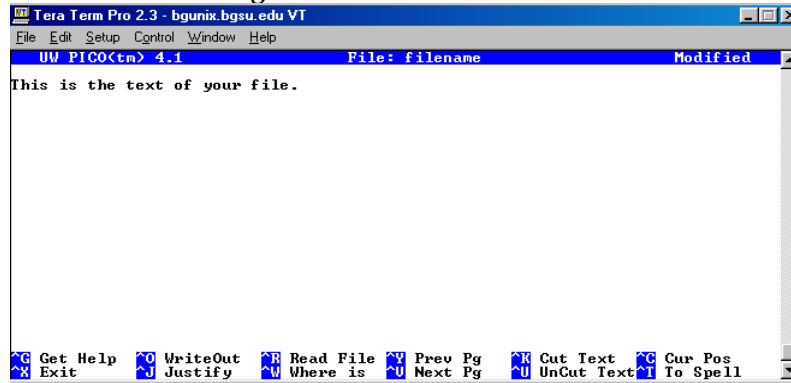 Tera Term Pro 2.3 - bgunix.bgsu.edu VT
File Edit Setup Control Window Help
UW PICO(tm) 4.1 File: filename Modified
This is the text of your file.
^G Get Help ^O WriteOut ^R Read File ^Y Prev Pg ^K Cut Text ^C Cur Pos
^X Exit ^J Justify ^W Where is ^V Next Pg ^U UnCut Text ^T To Spell